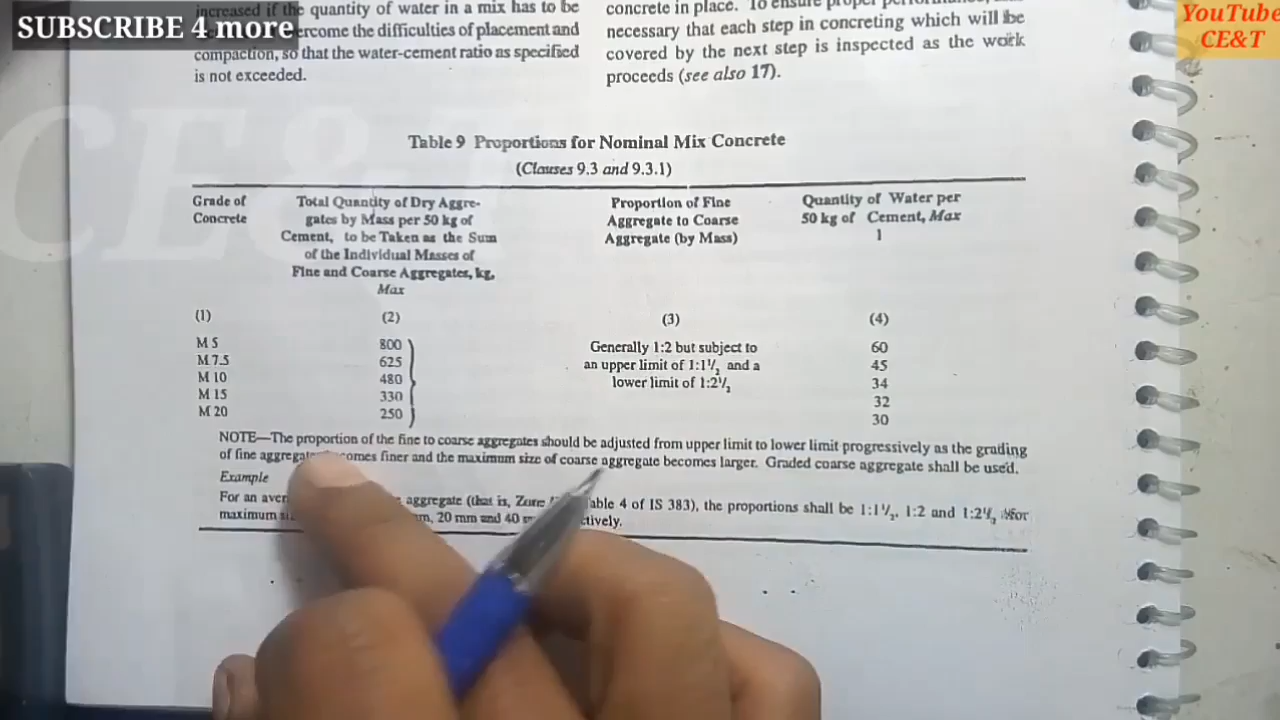 SUBSCRIBE 4 more
YouTube
CE&T
CE&T
increased if the quantity of water in a mix has to be
ercome the difficulties of placement and
compaction, so that the water-cement ratio as specified
is not exceeded.
concrete in place. To ensure proper
necessary that each step in concreting which will be
covered by the next step is inspected as the work
proceeds (see also 17).
Table 9 Proportions for Nominal Mix Concrete
(Clauses 9.3 and 9.3.1)
Grade of
Concrete
Total Quantity of Dry Aggre-
gates by Mass per 50 kg of
Cement, to be Taken as the Sum
of the Individual Masses of
Fine and Coarse Aggregates, kg,
Max
Proportion of Fine
Aggregate to Coarse
Aggregate (by Mass)
Quantity of Water per
50 kg of Cement, Max
l
(1) (2) (3) (4)
M 5 800 Generally 1:2 but subject to 60
M 7.5 625 an upper limit of 1:1½ and a 45
M 10 480 lower limit of 1:2½ 34
M 15 330 32
M 20 250 30
NOTE—The proportion of the fine to coarse aggregates should be adjusted from upper limit to lower limit progressively as the grading
of fine aggregate becomes finer and the maximum size of coarse aggregate becomes larger. Graded coarse aggregate shall be used.
Example
For an aver aggregate (that is, Zone able 4 of IS 383), the proportions shall be 1:1½, 1:2 and 1:2½ for
maximum 20 mm and 40 ctively.